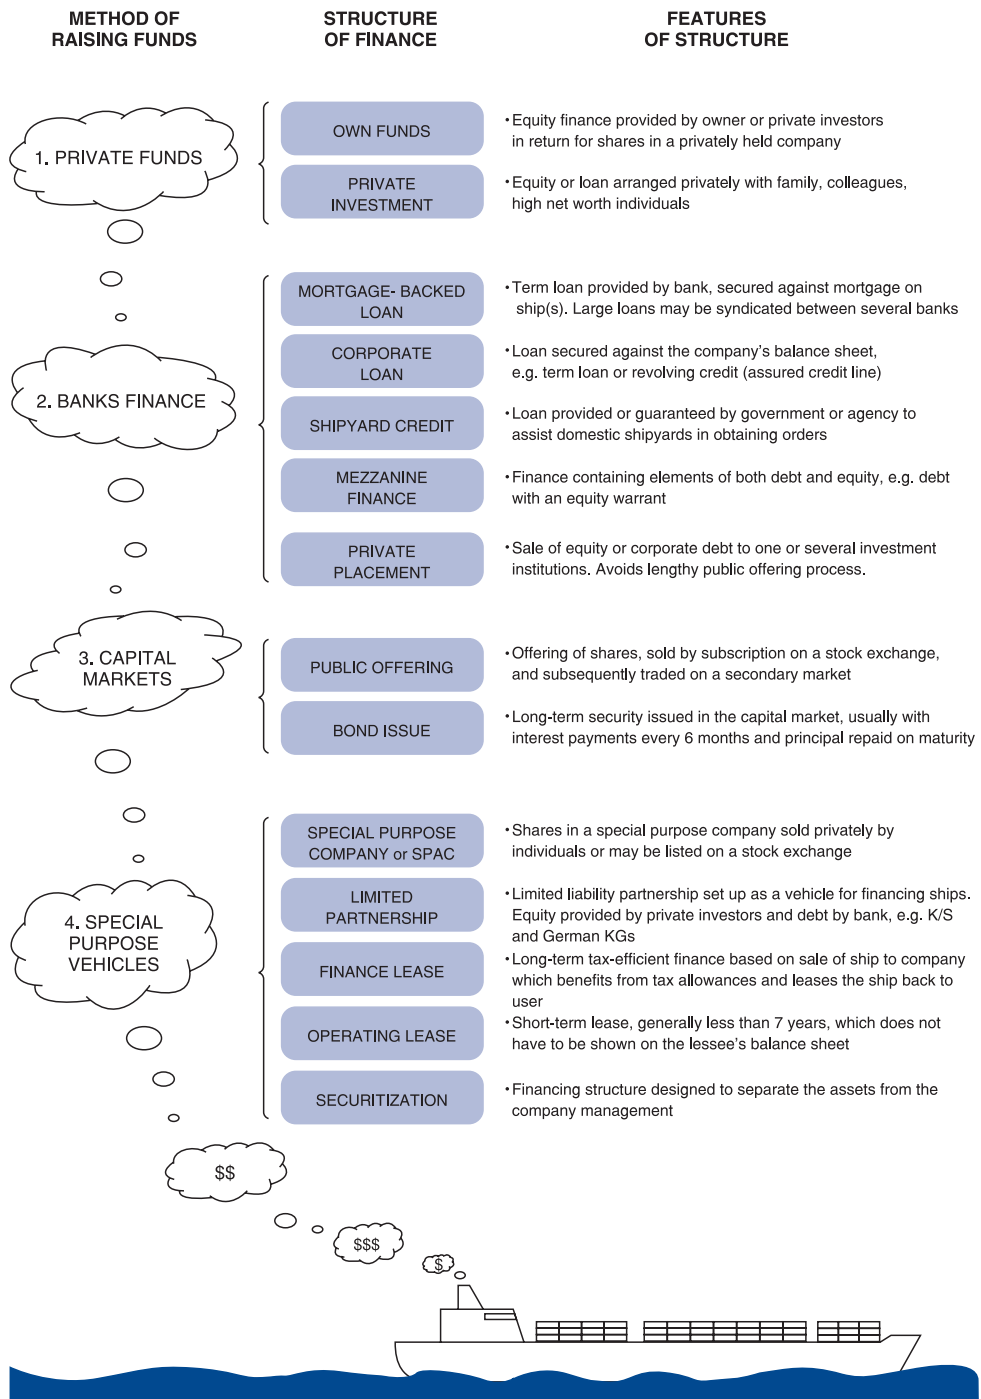 METHOD OF
RAISING FUNDS
STRUCTURE
OF FINANCE
FEATURES
OF STRUCTURE
1. PRIVATE FUNDS
OWN FUNDS
•Equity finance provided by owner or private investors
in return for shares in a privately held company
PRIVATE
INVESTMENT
•Equity or loan arranged privately with family, colleagues,
high net worth individuals
2. BANKS FINANCE
MORTGAGE- BACKED
LOAN
•Term loan provided by bank, secured against mortgage on
ship(s). Large loans may be syndicated between several banks
CORPORATE
LOAN
•Loan secured against the company's balance sheet,
e.g. term loan or revolving credit (assured credit line)
SHIPYARD CREDIT
•Loan provided or guaranteed by government or agency to
assist domestic shipyards in obtaining orders
MEZZANINE
FINANCE
•Finance containing elements of both debt and equity, e.g. debt
with an equity warrant
PRIVATE
PLACEMENT
•Sale of equity or corporate debt to one or several investment
institutions. Avoids lengthy public offering process.
3. CAPITAL
MARKETS
PUBLIC OFFERING
•Offering of shares, sold by subscription on a stock exchange,
and subsequently traded on a secondary market
BOND ISSUE
•Long-term security issued in the capital market, usually with
interest payments every 6 months and principal repaid on maturity
4. SPECIAL
PURPOSE
VEHICLES
SPECIAL PURPOSE
COMPANY or SPAC
•Shares in a special purpose company sold privately by
individuals or may be listed on a stock exchange
LIMITED
PARTNERSHIP
•Limited liability partnership set up as a vehicle for financing ships.
Equity provided by private investors and debt by bank, e.g. K/S
and German KGs
FINANCE LEASE
•Long-term tax-efficient finance based on sale of ship to company
which benefits from tax allowances and leases the ship back to
user
OPERATING LEASE
•Short-term lease, generally less than 7 years, which does not
have to be shown on the lessee's balance sheet
SECURITIZATION
•Financing structure designed to separate the assets from the
company management
$$
$$$
$